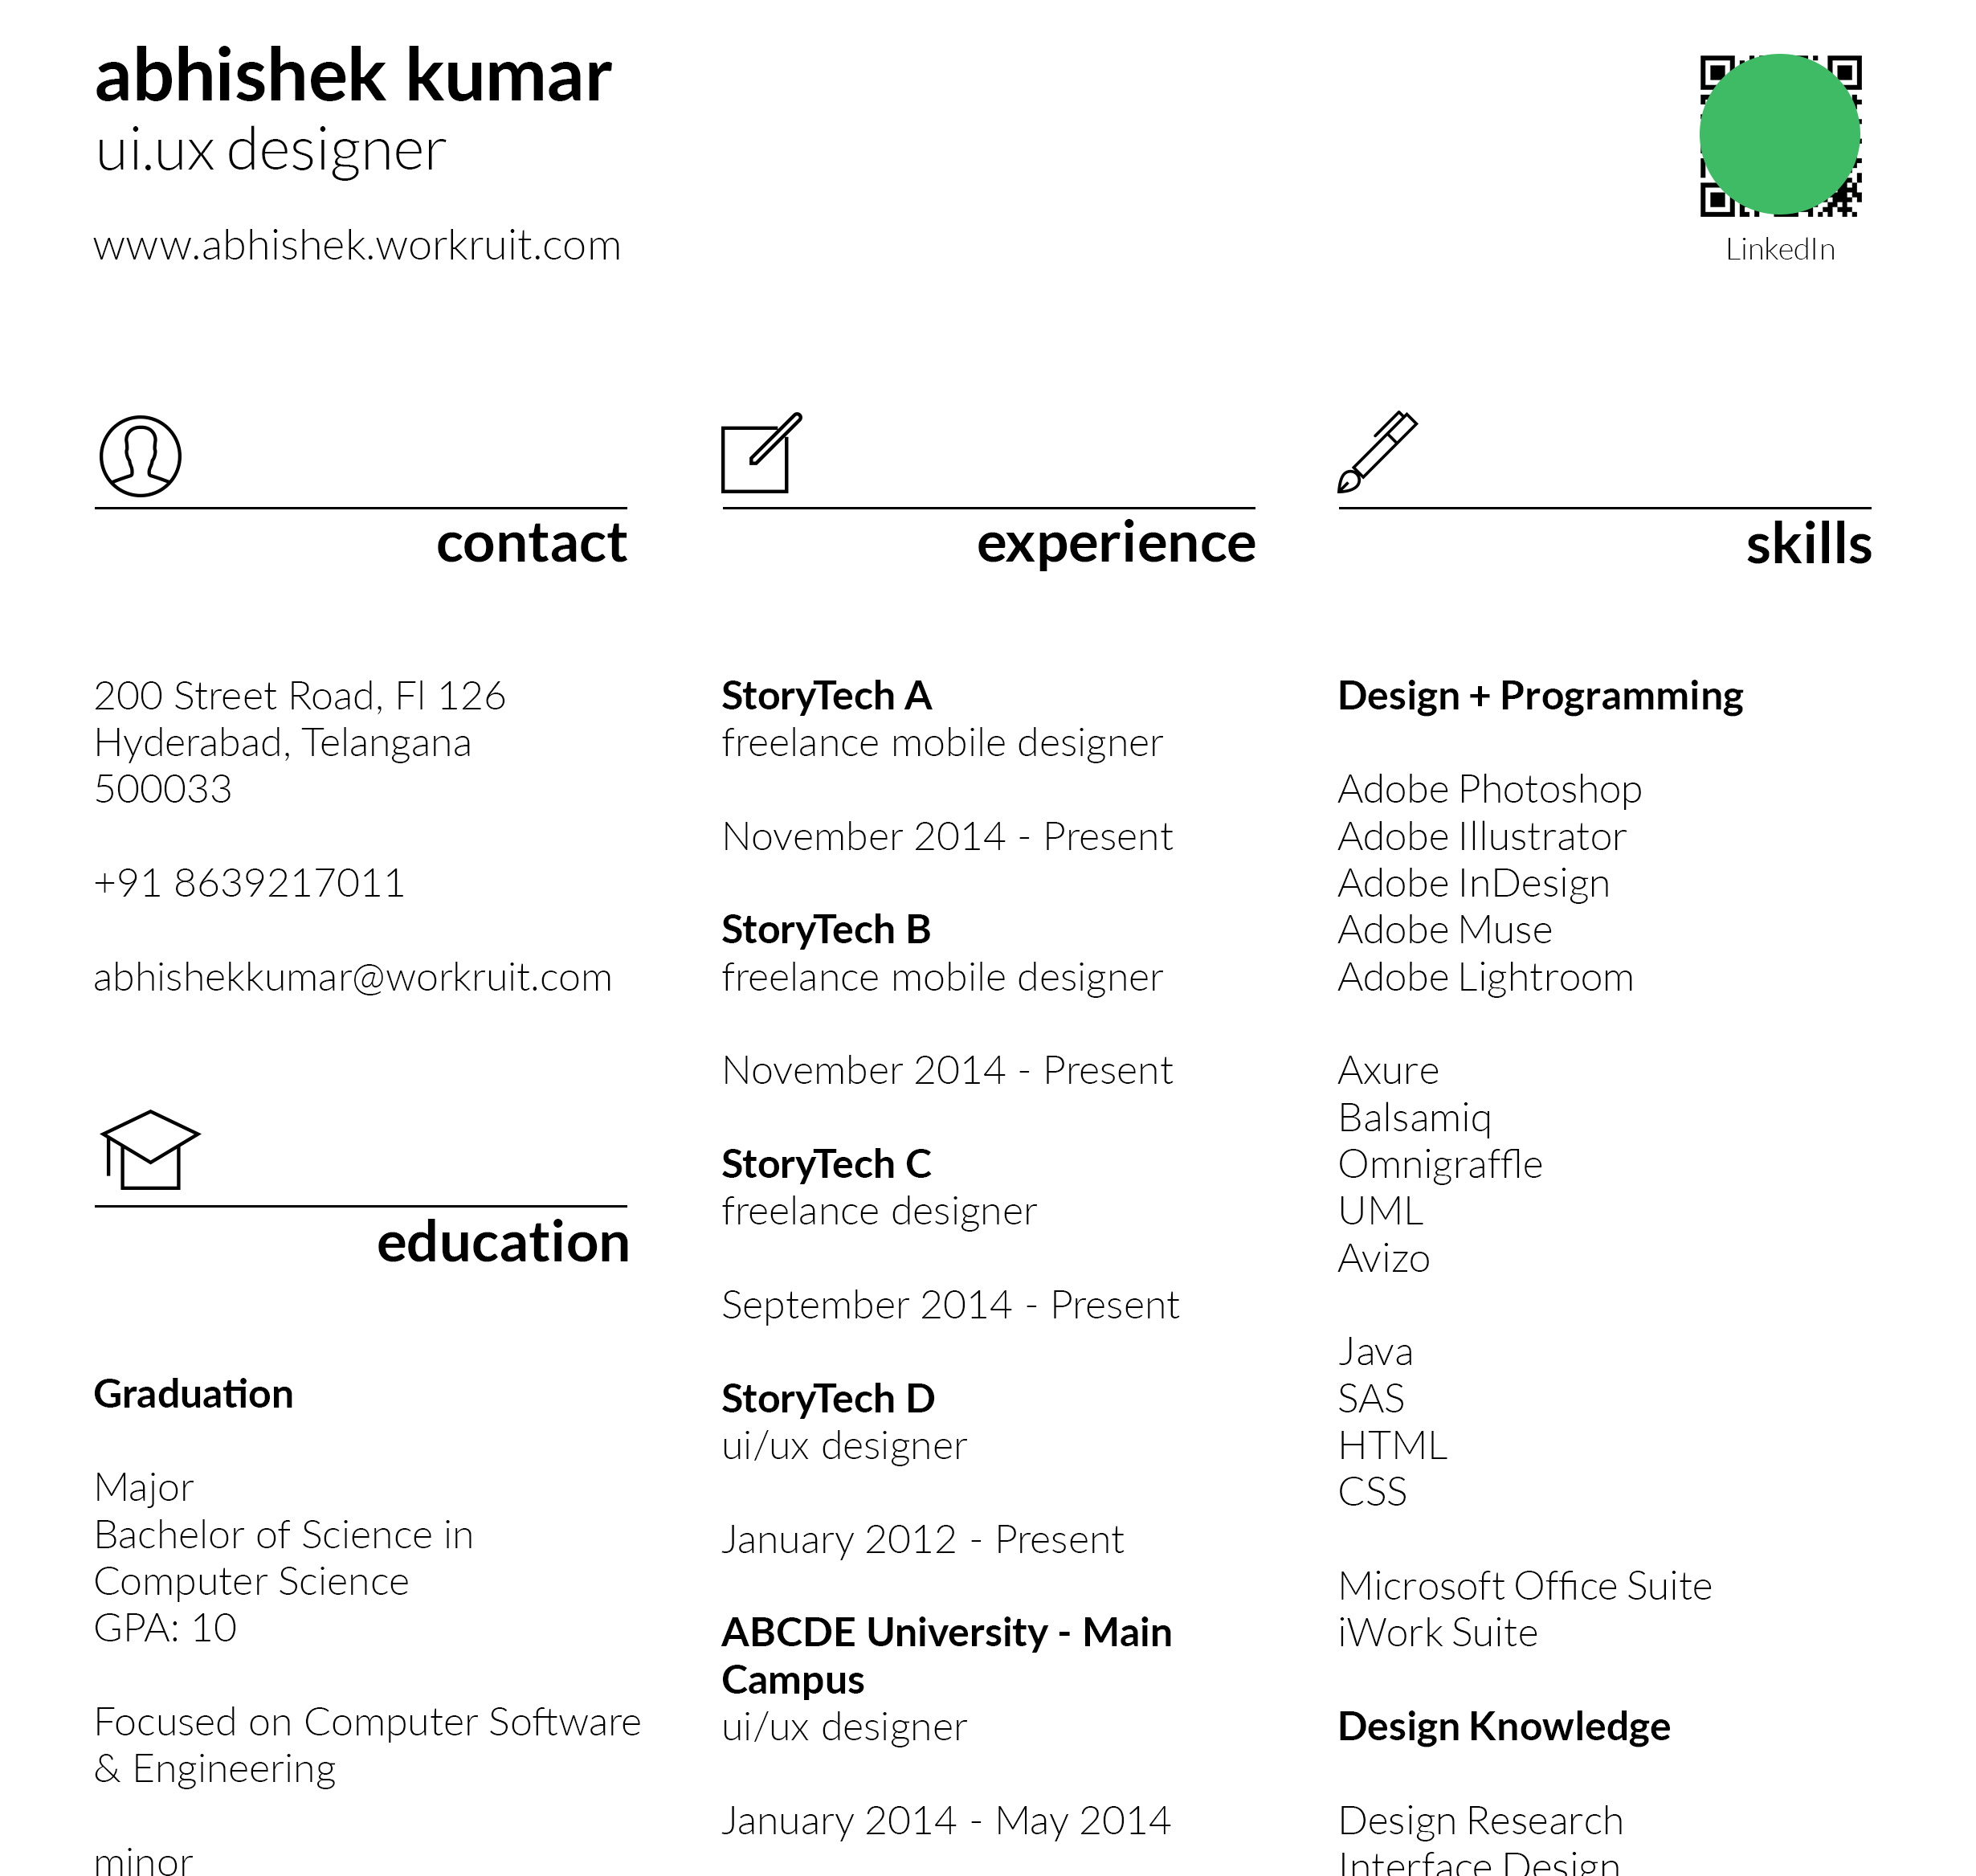 abhishek kumar
ui.ux designer
www.abhishek.workruit.com
LinkedIn
contact
200 Street Road, Fl 126
Hyderabad, Telangana
500033
+91 8639217011
abhishekkumar@workruit.com
education
Graduation
Major
Bachelor of Science in
Computer Science
GPA: 10
Focused on Computer Software
& Engineering
minor
experience
StoryTech A
freelance mobile designer
November 2014 - Present
StoryTech B
freelance mobile designer
November 2014 - Present
StoryTech C
freelance designer
September 2014 - Present
StoryTech D
ui/ux designer
January 2012 - Present
ABCDE University - Main
Campus
ui/ux designer
January 2014 - May 2014
skills
Design + Programming
Adobe Photoshop
Adobe Illustrator
Adobe InDesign
Adobe Muse
Adobe Lightroom
Axure
Balsamiq
Omnigraffle
UML
Avizo
Java
SAS
HTML
CSS
Microsoft Office Suite
iWork Suite
Design Knowledge
Design Research
Interface Design